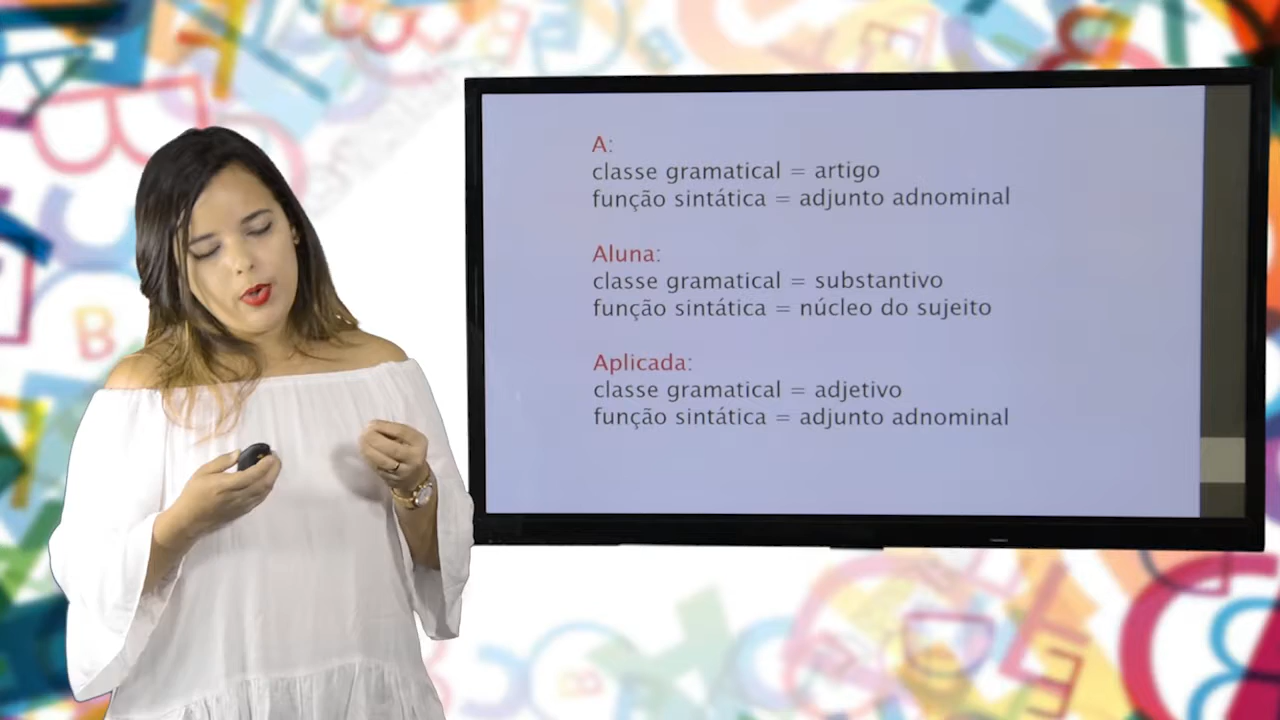 A:
classe gramatical = artigo
função sintática = adjunto adnominal
Aluna:
classe gramatical = substantivo
função sintática = núcleo do sujeito
Aplicada:
classe gramatical = adjetivo
função sintática = adjunto adnominal